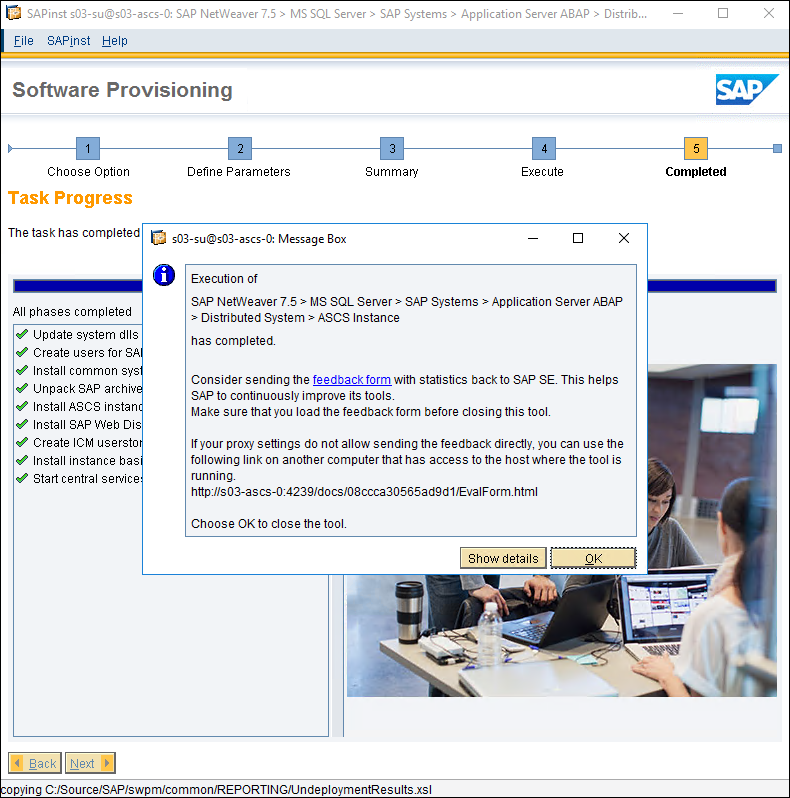 SAPinst s03-su@s03-ascs-0: SAP NetWeaver 7.5 > MS SQL Server > SAP Systems > Application Server ABAP > Distrib...
File SAPinst Help
Software Provisioning
SAP
1 2 3 4 5
Choose Option Define Parameters Summary Execute Completed
Task Progress
The task has completed
s03-su@s03-ascs-0: Message Box
Execution of
SAP NetWeaver 7.5 > MS SQL Server > SAP Systems > Application Server ABAP
> Distributed System > ASCS Instance
has completed.
Consider sending the feedback form with statistics back to SAP SE. This helps
SAP to continuously improve its tools.
Make sure that you load the feedback form before closing this tool.
If your proxy settings do not allow sending the feedback directly, you can use the
following link on another computer that has access to the host where the tool is
running.
http://s03-ascs-0:4239/docs/08ccca30565ad9d1/EvalForm.html
Choose OK to close the tool.
Show details OK
All phases completed
Update system dlls
Create users for SA
Install common sys
Unpack SAP archive
Install ASCS instanc
Install SAP Web Dis
Create ICM userstor
Install instance basi
Start central services
Back Next
copying C:/Source/SAP/swpm/common/REPORTING/UndeploymentResults.xsl